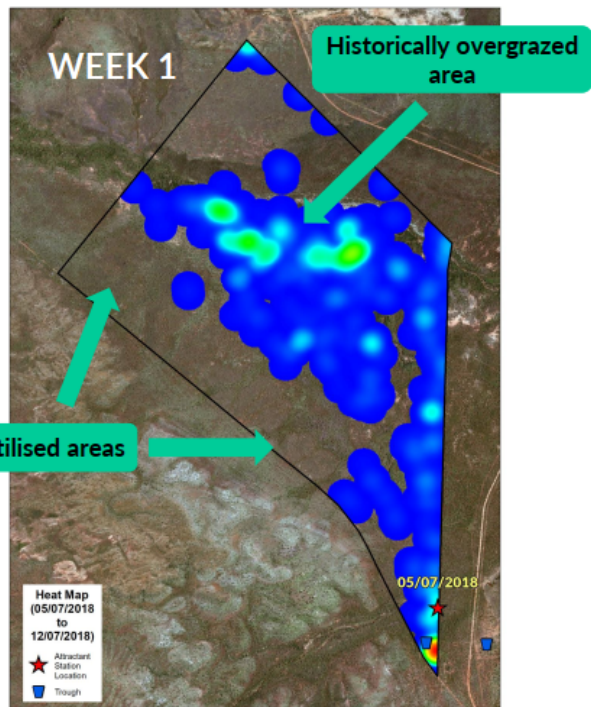 WEEK 1
Historically overgrazed
area
tilised areas
05/07/2018
Heat Map
(05/07/2018
to
12/07/2018)
Attractant
Station
Location
Trough